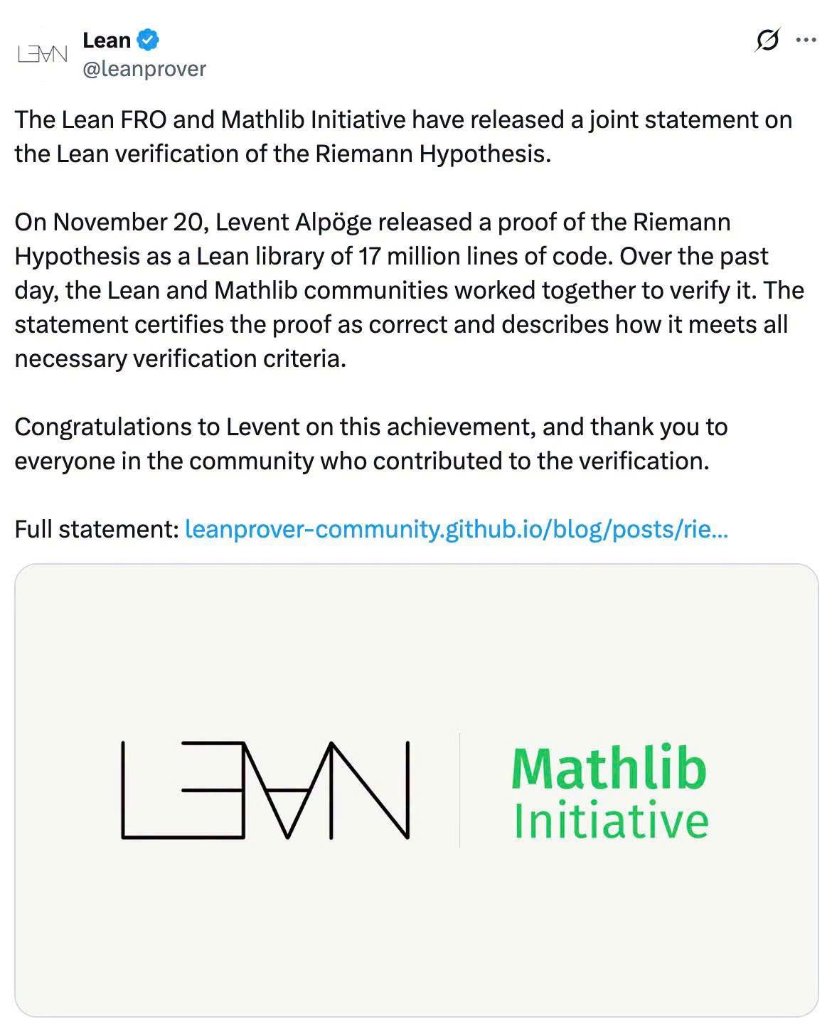 Lean
@leanprover
The Lean FRO and Mathlib Initiative have released a joint statement on
the Lean verification of the Riemann Hypothesis.
On November 20, Levent Alpöge released a proof of the Riemann
Hypothesis as a Lean library of 17 million lines of code. Over the past
day, the Lean and Mathlib communities worked together to verify it. The
statement certifies the proof as correct and describes how it meets all
necessary verification criteria.
Congratulations to Levent on this achievement, and thank you to
everyone in the community who contributed to the verification.
Full statement: leanprover-community.github.io/blog/posts/rie...
L∃∀N
Mathlib
Initiative